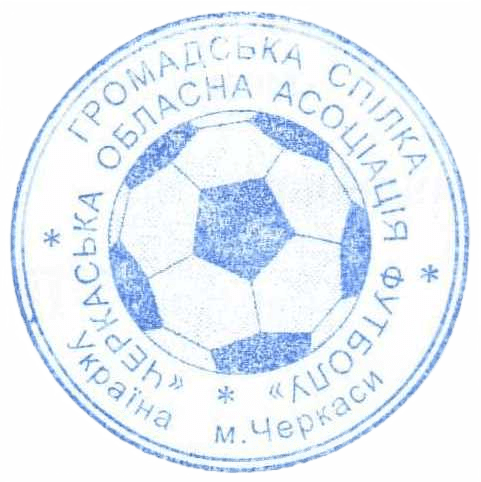 ГРОМАДСЬКА СПІЛКА
«ЧЕРКАСЬКА ОБЛАСНА АСОЦІАЦІЯ ФУТБОЛУ»
Україна м.Черкаси